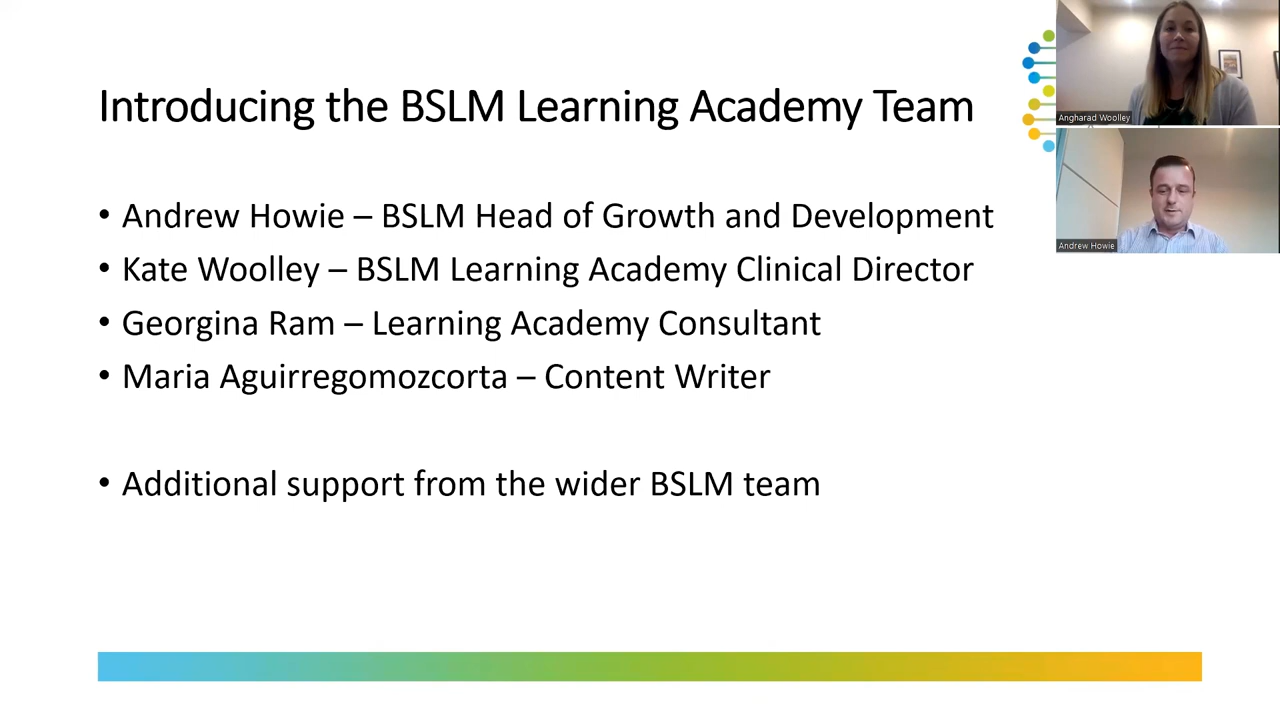 Introducing the BSLM Learning Academy Team
• Andrew Howie – BSLM Head of Growth and Development
• Kate Woolley – BSLM Learning Academy Clinical Director
• Georgina Ram – Learning Academy Consultant
• Maria Aguirregomozcorta – Content Writer
• Additional support from the wider BSLM team
Angharad Woolley
Andrew Howie